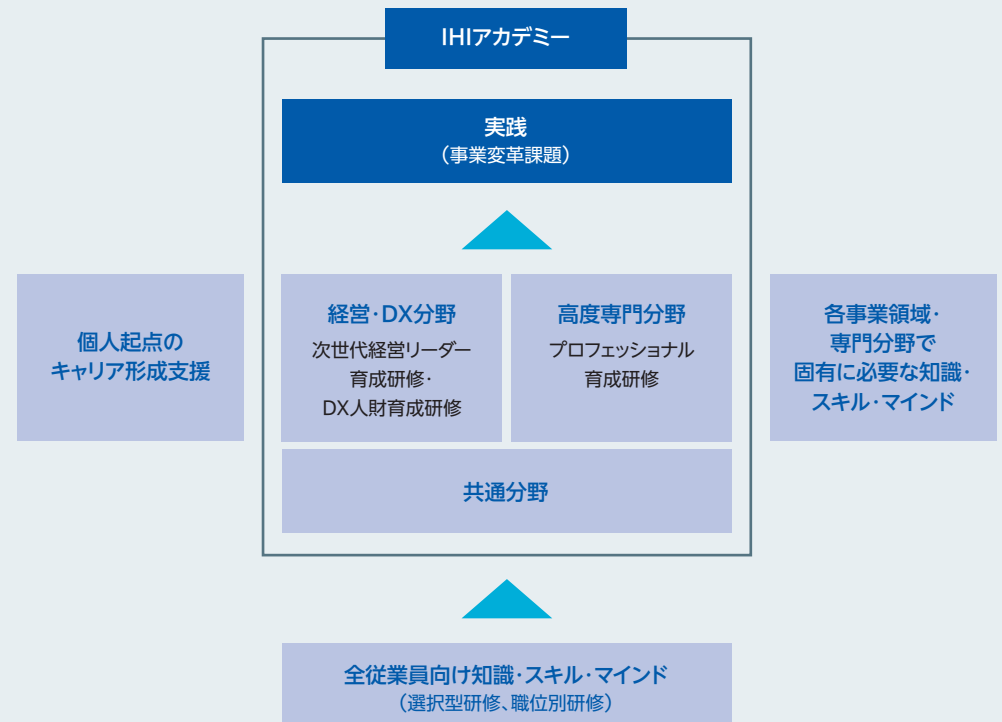 IHIアカデミー
実践
（事業変革課題）
個人起点の
キャリア形成支援
経営・DX分野
次世代経営リーダー
育成研修・
DX人財育成研修
高度専門分野
プロフェッショナル
育成研修
各事業領域・
専門分野で
固有に必要な知識・
スキル・マインド
共通分野
全従業員向け知識・スキル・マインド
（選択型研修、職位別研修）